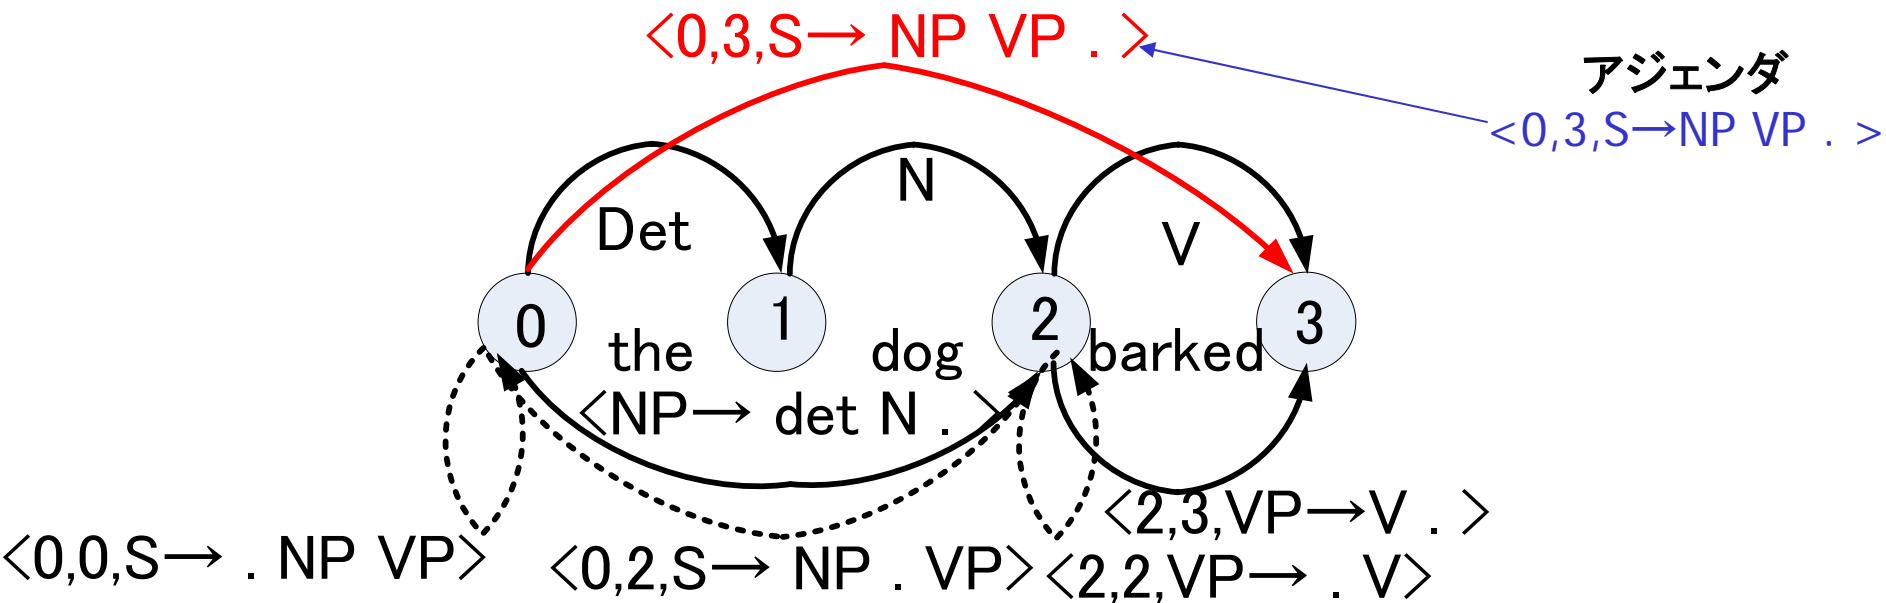 <0,3,S→ NP VP . >
アジェンダ
<0,3,S→NP VP . >
Det
N
V
0
1
2
3
the
dog
barked
<NP→ det N . >
<0,0,S→ . NP VP>
<0,2,S→ NP . VP>
<2,3,VP→V . >
<2,2,VP→ . V>